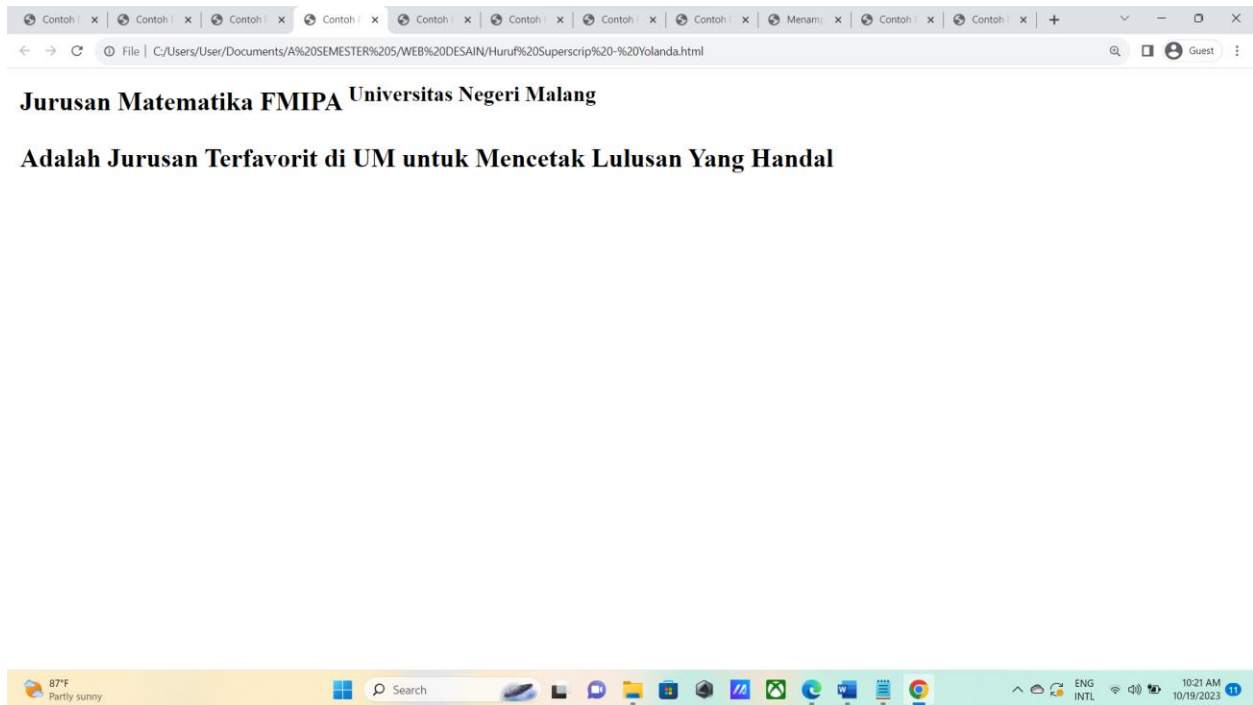 Contoh Contoh Contoh Contoh Contoh Contoh Contoh Contoh Menam Contoh Contoh
File C:/Users/User/Documents/A%20SEMESTER%205/WEB%20DESAIN/Huruf%20Superscrip%20-%20Yolanda.html Guest
Jurusan Matematika FMIPA Universitas Negeri Malang
Adalah Jurusan Terfavorit di UM untuk Mencetak Lulusan Yang Handal
87°F
Partly sunny
Search
ENG
INTL
10:21 AM
10/19/2023
11